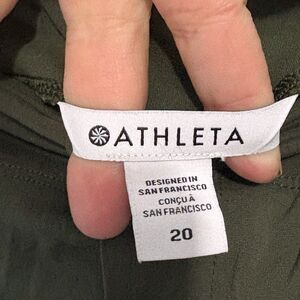 ATHLETA
DESIGNED IN
SAN FRANCISCO
CONÇU À
SAN FRANCISCO
20